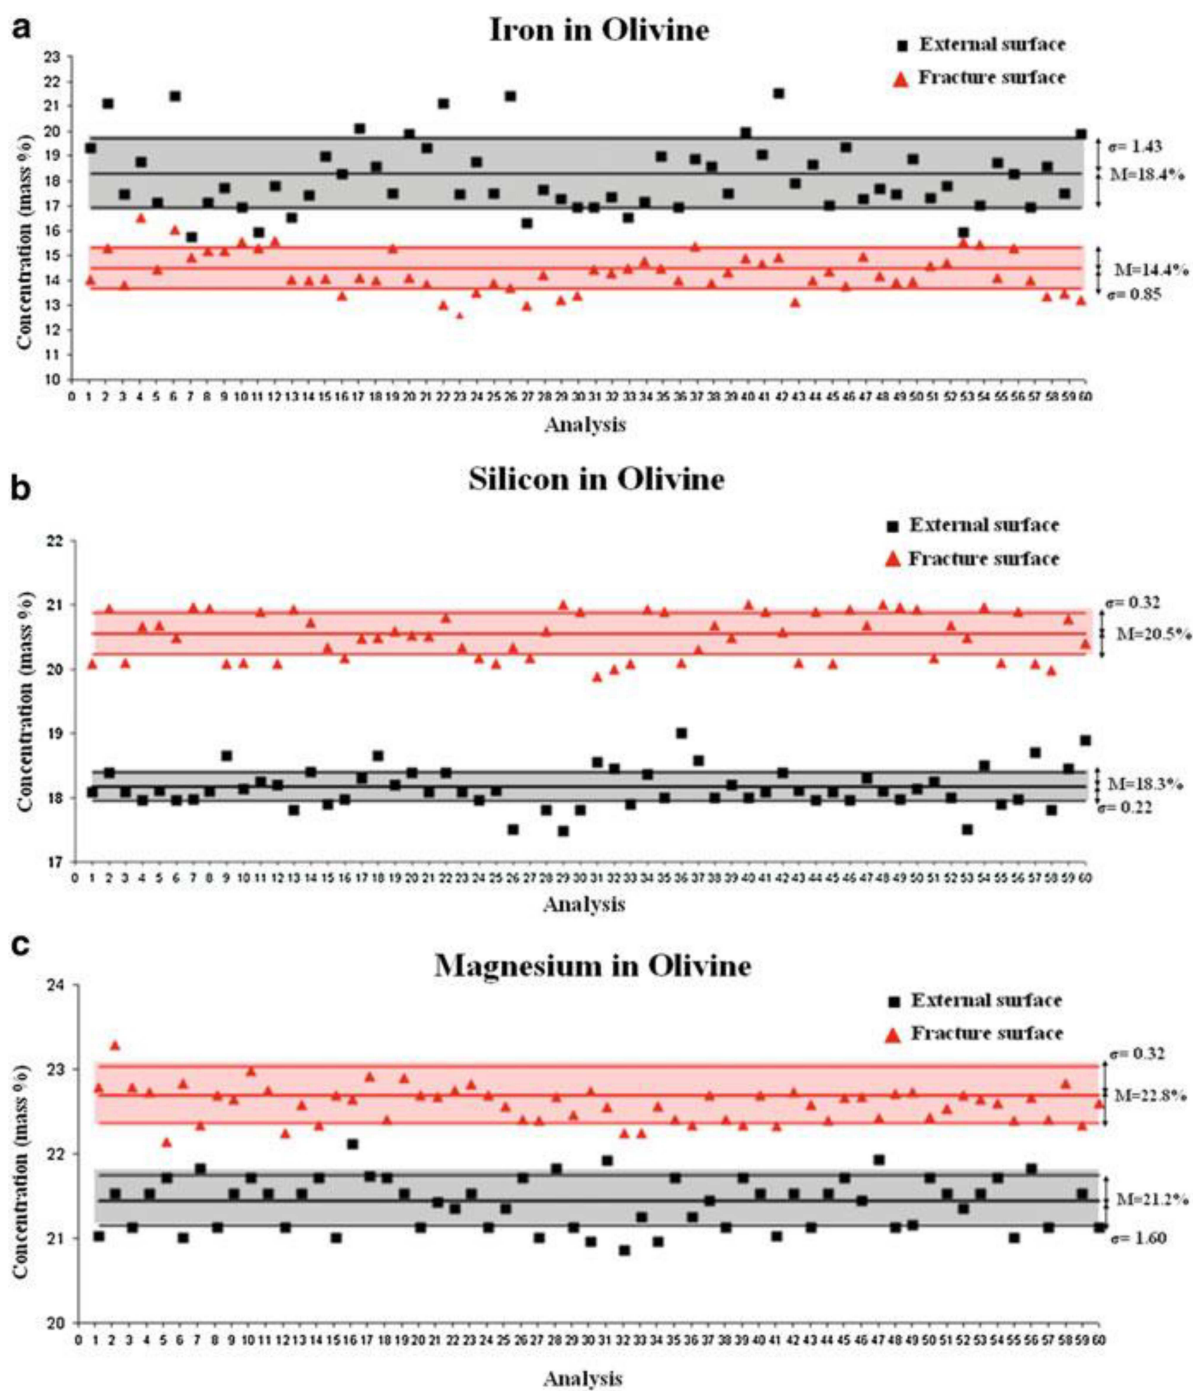 a
Iron in Olivine
External surface
Fracture surface
Concentration (mass %)
23
22
21
20
19
18
17
16
15
14
13
12
11
10
σ= 1.43
M=18.4%
M=14.4%
σ= 0.85
0 1 2 3 4 5 6 7 8 9 10 11 12 13 14 15 16 17 18 19 20 21 22 23 24 25 26 27 28 29 30 31 32 33 34 35 36 37 38 39 40 41 42 43 44 45 46 47 48 49 50 51 52 53 54 55 56 57 58 59 60
Analysis
b
Silicon in Olivine
External surface
Fracture surface
Concentration (mass %)
22
21
20
19
18
17
σ= 0.32
M=20.5%
M=18.3%
σ= 0.22
0 1 2 3 4 5 6 7 8 9 10 11 12 13 14 15 16 17 18 19 20 21 22 23 24 25 26 27 28 29 30 31 32 33 34 35 36 37 38 39 40 41 42 43 44 45 46 47 48 49 50 51 52 53 54 55 56 57 58 59 60
Analysis
c
Magnesium in Olivine
External surface
Fracture surface
Concentration (mass %)
24
23
22
21
20
σ= 0.32
M=22.8%
M=21.2%
σ= 1.60
0 1 2 3 4 5 6 7 8 9 10 11 12 13 14 15 16 17 18 19 20 21 22 23 24 25 26 27 28 29 30 31 32 33 34 35 36 37 38 39 40 41 42 43 44 45 46 47 48 49 50 51 52 53 54 55 56 57 58 59 60
Analysis